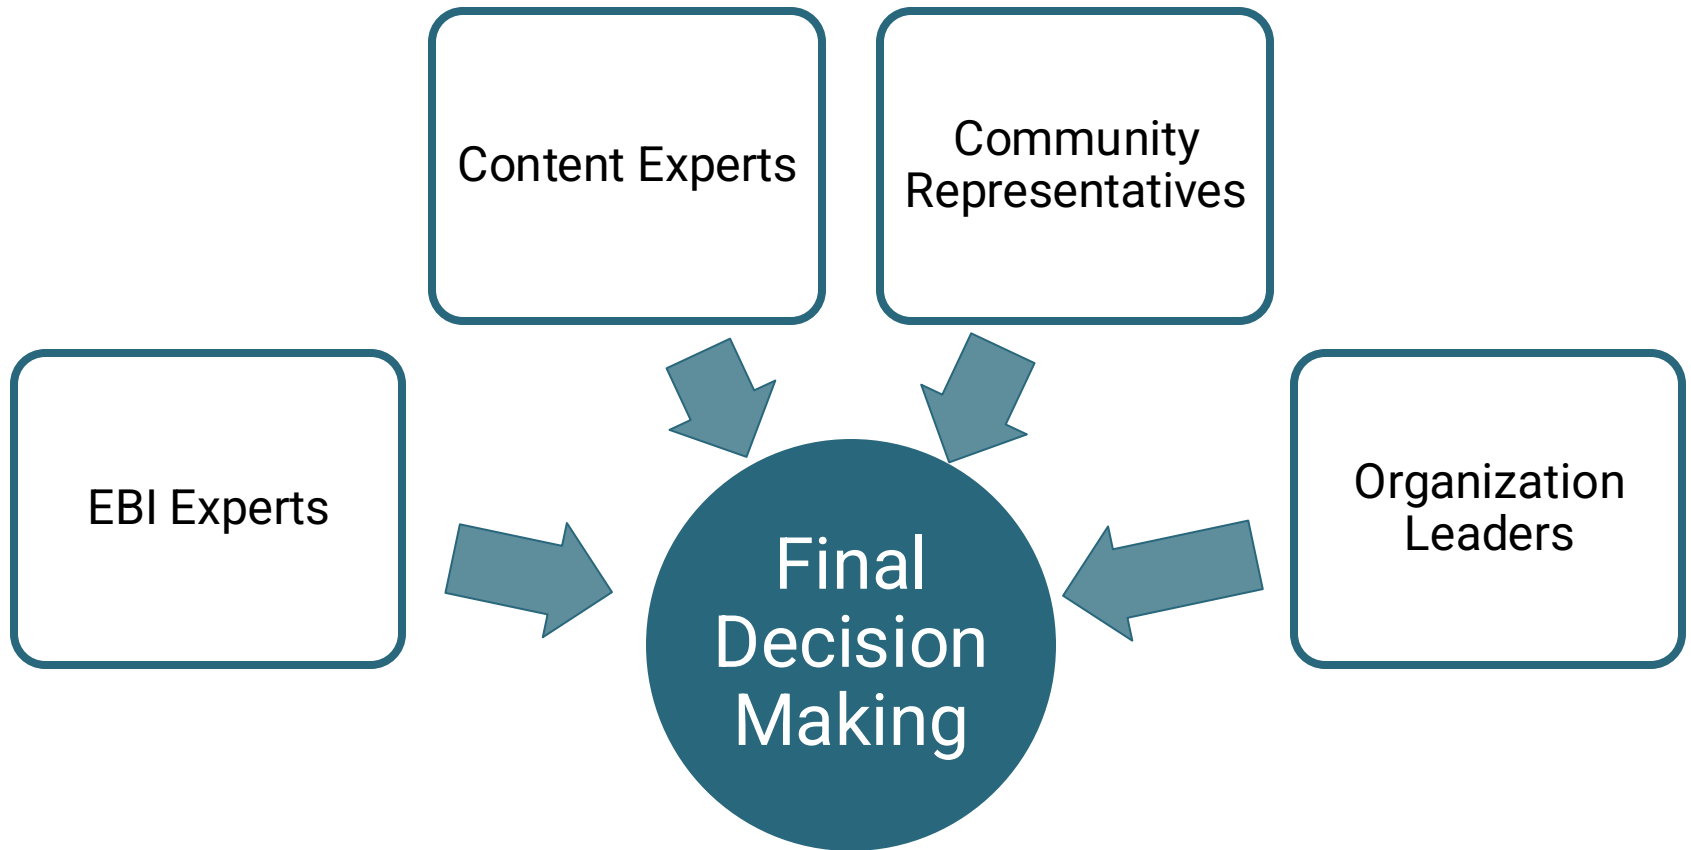 Content Experts
Community
Representatives
EBI Experts
Organization
Leaders
Final
Decision
Making